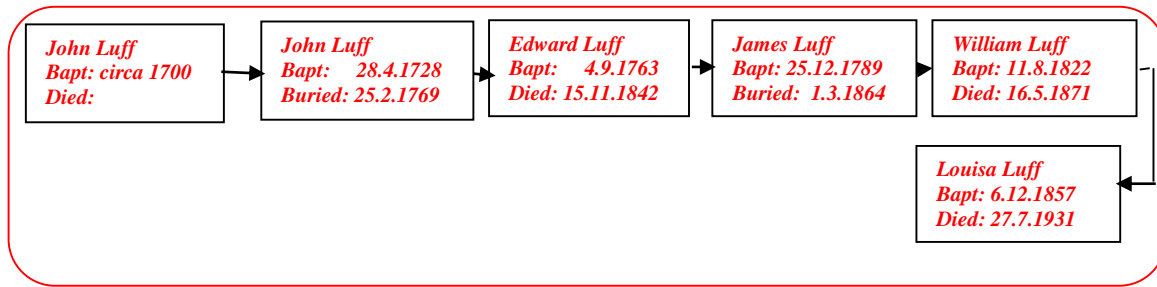 John Luff
Bapt: circa 1700
Died:
John Luff
Bapt: 28.4.1728
Buried: 25.2.1769
Edward Luff
Bapt: 4.9.1763
Died: 15.11.1842
James Luff
Bapt: 25.12.1789
Buried: 1.3.1864
William Luff
Bapt: 11.8.1822
Died: 16.5.1871
Louisa Luff
Bapt: 6.12.1857
Died: 27.7.1931